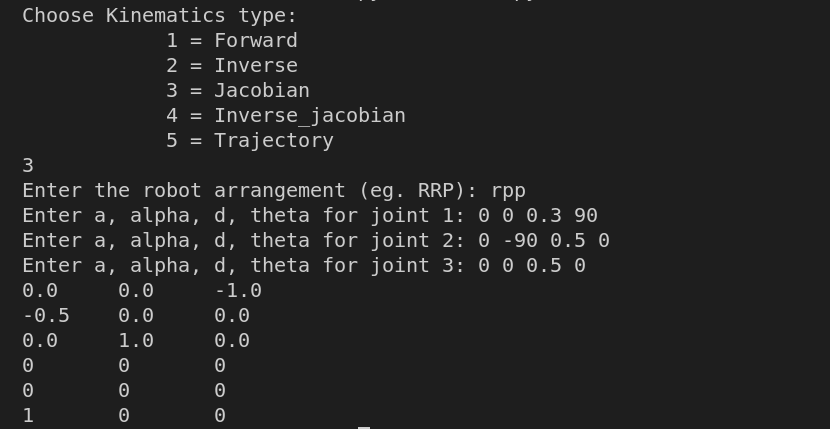 Choose Kinematics type:
            1 = Forward
            2 = Inverse
            3 = Jacobian
            4 = Inverse_jacobian
            5 = Trajectory
3
Enter the robot arrangement (eg. RRP): rpp
Enter a, alpha, d, theta for joint 1: 0 0 0.3 90
Enter a, alpha, d, theta for joint 2: 0 -90 0.5 0
Enter a, alpha, d, theta for joint 3: 0 0 0.5 0
0.0     0.0     -1.0
-0.5    0.0     0.0
0.0     1.0     0.0
0       0       0
0       0       0
1       0       0